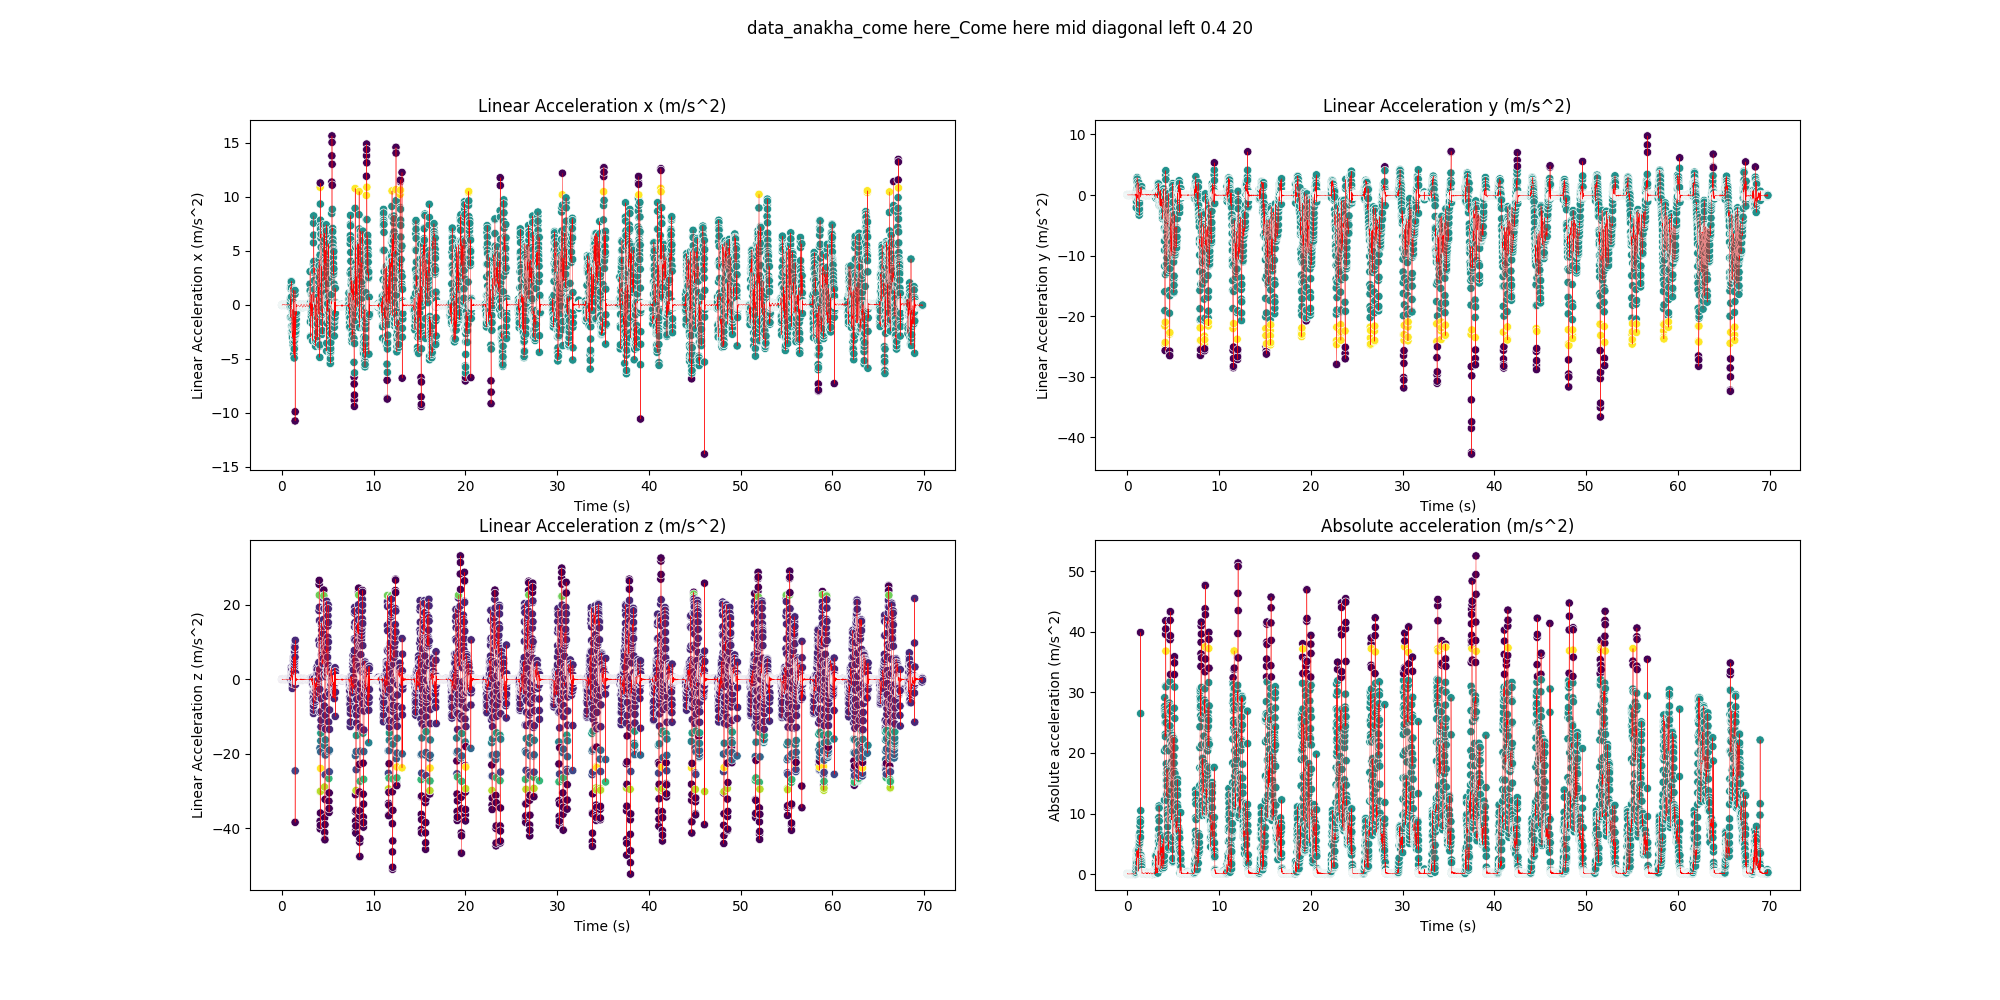 data_anakha_come here_Come here mid diagonal left 0.4 20
Linear Acceleration x (m/s^2)
Linear Acceleration x (m/s^2)
15
10
5
0
−5
−10
−15
0 10 20 30 40 50 60 70
Time (s)
Linear Acceleration y (m/s^2)
Linear Acceleration y (m/s^2)
10
0
−10
−20
−30
−40
0 10 20 30 40 50 60 70
Time (s)
Linear Acceleration z (m/s^2)
Linear Acceleration z (m/s^2)
20
0
−20
−40
0 10 20 30 40 50 60 70
Time (s)
Absolute acceleration (m/s^2)
Absolute acceleration (m/s^2)
50
40
30
20
10
0
0 10 20 30 40 50 60 70
Time (s)